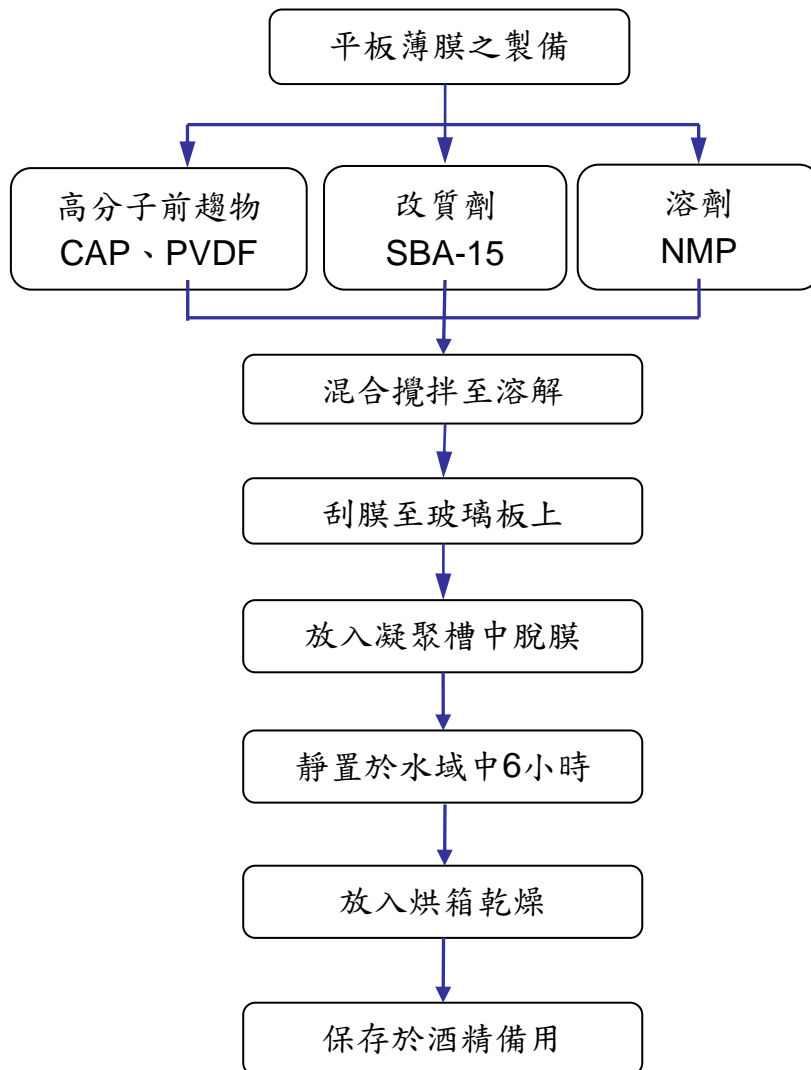 平板薄膜之製備
高分子前趨物
CAP、PVDF
改質劑
SBA-15
溶劑
NMP
混合攪拌至溶解
刮膜至玻璃板上
放入凝聚槽中脫膜
靜置於水域中6小時
放入烘箱乾燥
保存於酒精備用